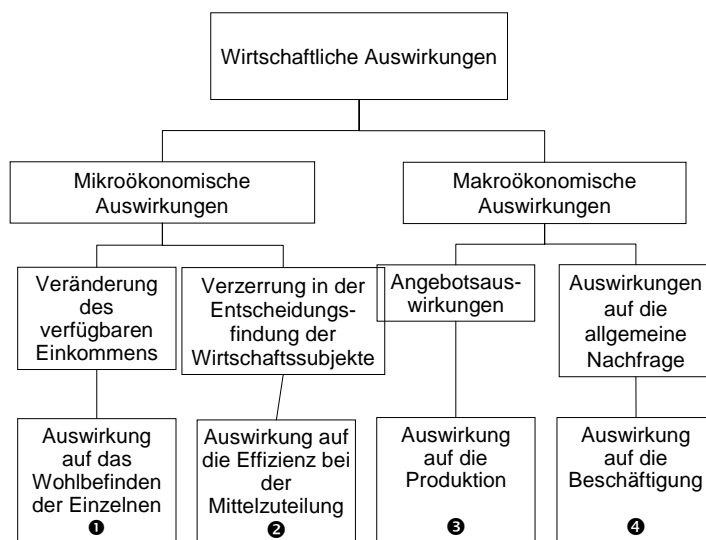 Wirtschaftliche Auswirkungen
Mikroökonomische
Auswirkungen
Makroökonomische
Auswirkungen
Veränderung
des
verfügbaren
Einkommens
Verzerrung in der
Entscheidungs-
findung der
Wirtschaftssubjekte
Angebotsaus-
wirkungen
Auswirkungen
auf die
allgemeine
Nachfrage
Auswirkung
auf das
Wohlbefinden
der Einzelnen
❶
Auswirkung auf
die Effizienz bei
der
Mittelzuteilung
❷
Auswirkung
auf die
Produktion
❸
Auswirkung
auf die
Beschäftigung
❹